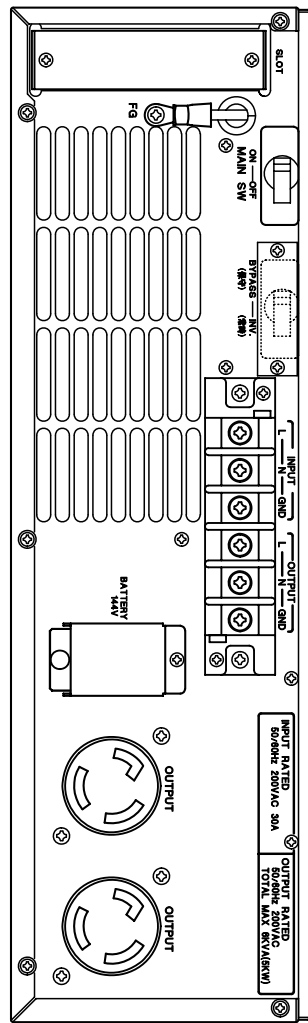 SLOT
FG
ON — OFF
MAIN SW
BYPASS — INV.
(保守) (常時)
INPUT
L — N — GND
OUTPUT
L — N — GND
BATTERY
144V
INPUT RATED
50/60Hz 200VAC 30A
OUTPUT RATED
50/60Hz 200VAC
TOTAL MAX 6KVA(5KW)
OUTPUT
OUTPUT